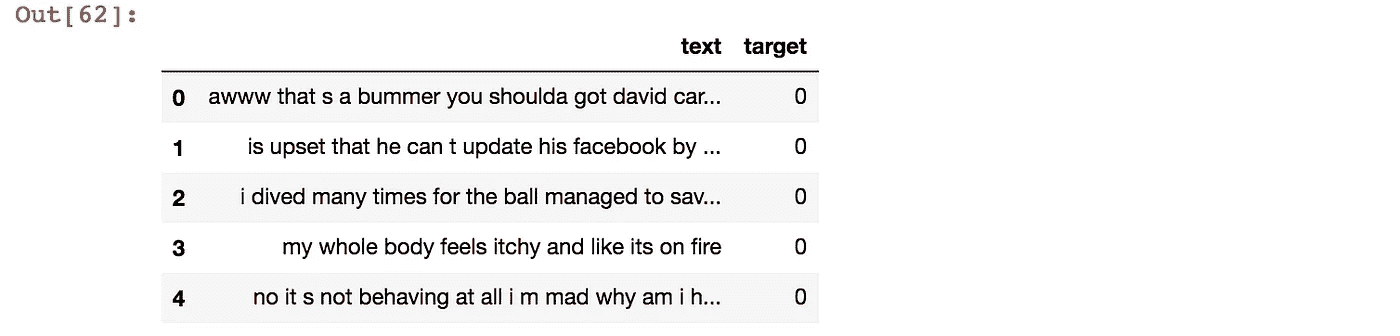 Out[62]:
text target
0 awww that s a bummer you shoulda got david car... 0
1 is upset that he can t update his facebook by ... 0
2 i dived many times for the ball managed to sav... 0
3 my whole body feels itchy and like its on fire 0
4 no it s not behaving at all i m mad why am i h... 0